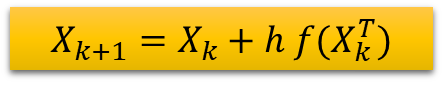 X_{k+1} = X_k + h f(X_k^T)